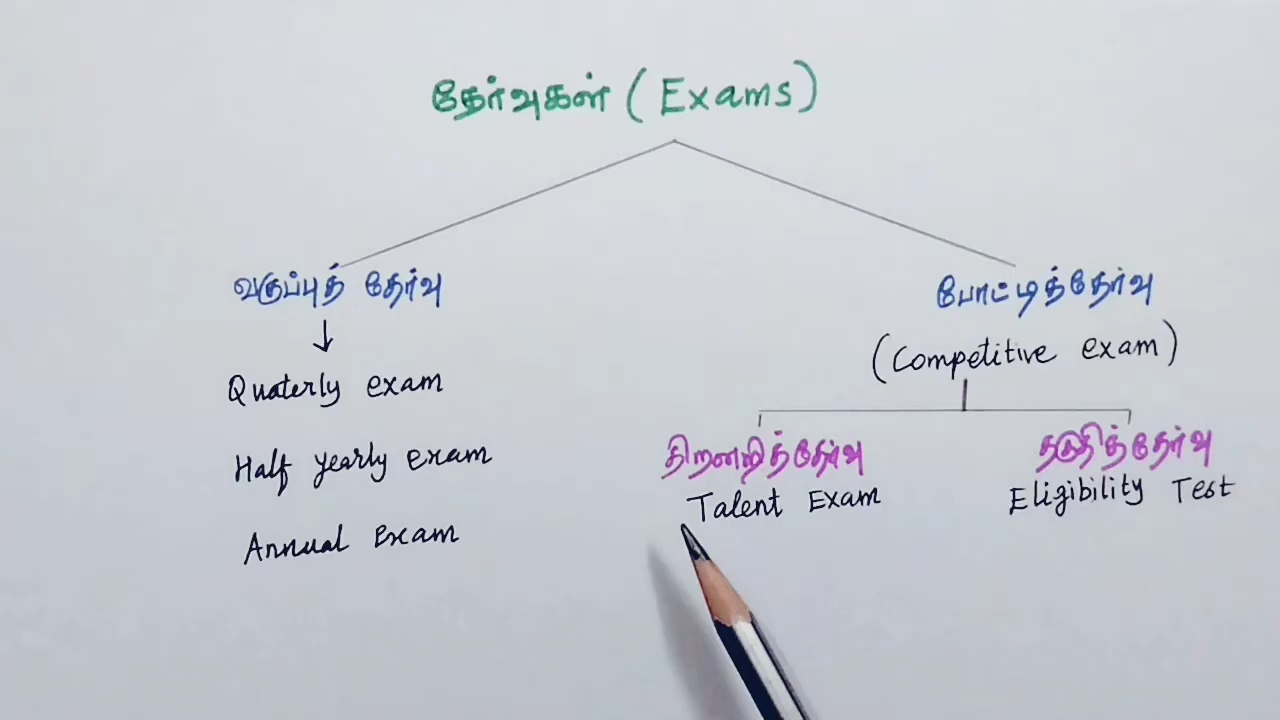 தேர்வுகள் (Exams)
வகுப்புத் தேர்வு
Quaterly exam
Half yearly exam
Annual Exam
போட்டித்தேர்வு
(Competitive exam)
திறனறித்தேர்வு
Talent Exam
தகுதித்தேர்வு
Eligibility Test